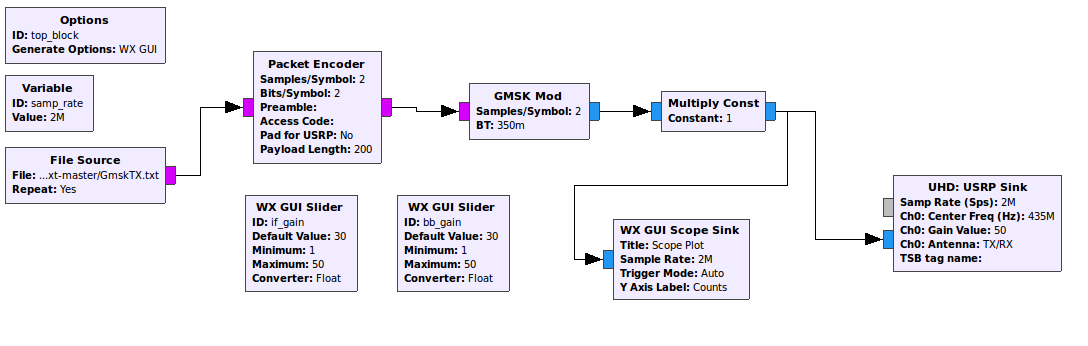 Options
ID: top_block
Generate Options: WX GUI
Variable
ID: samp_rate
Value: 2M
File Source
File: ...xt-master/GmskTX.txt
Repeat: Yes
Packet Encoder
Samples/Symbol: 2
Bits/Symbol: 2
Preamble:
Access Code:
Pad for USRP: No
Payload Length: 200
GMSK Mod
Samples/Symbol: 2
BT: 350m
Multiply Const
Constant: 1
WX GUI Slider
ID: if_gain
Default Value: 30
Minimum: 1
Maximum: 50
Converter: Float
WX GUI Slider
ID: bb_gain
Default Value: 30
Minimum: 1
Maximum: 50
Converter: Float
WX GUI Scope Sink
Title: Scope Plot
Sample Rate: 2M
Trigger Mode: Auto
Y Axis Label: Counts
UHD: USRP Sink
Samp Rate (Sps): 2M
Ch0: Center Freq (Hz): 435M
Ch0: Gain Value: 50
Ch0: Antenna: TX/RX
TSB tag name: